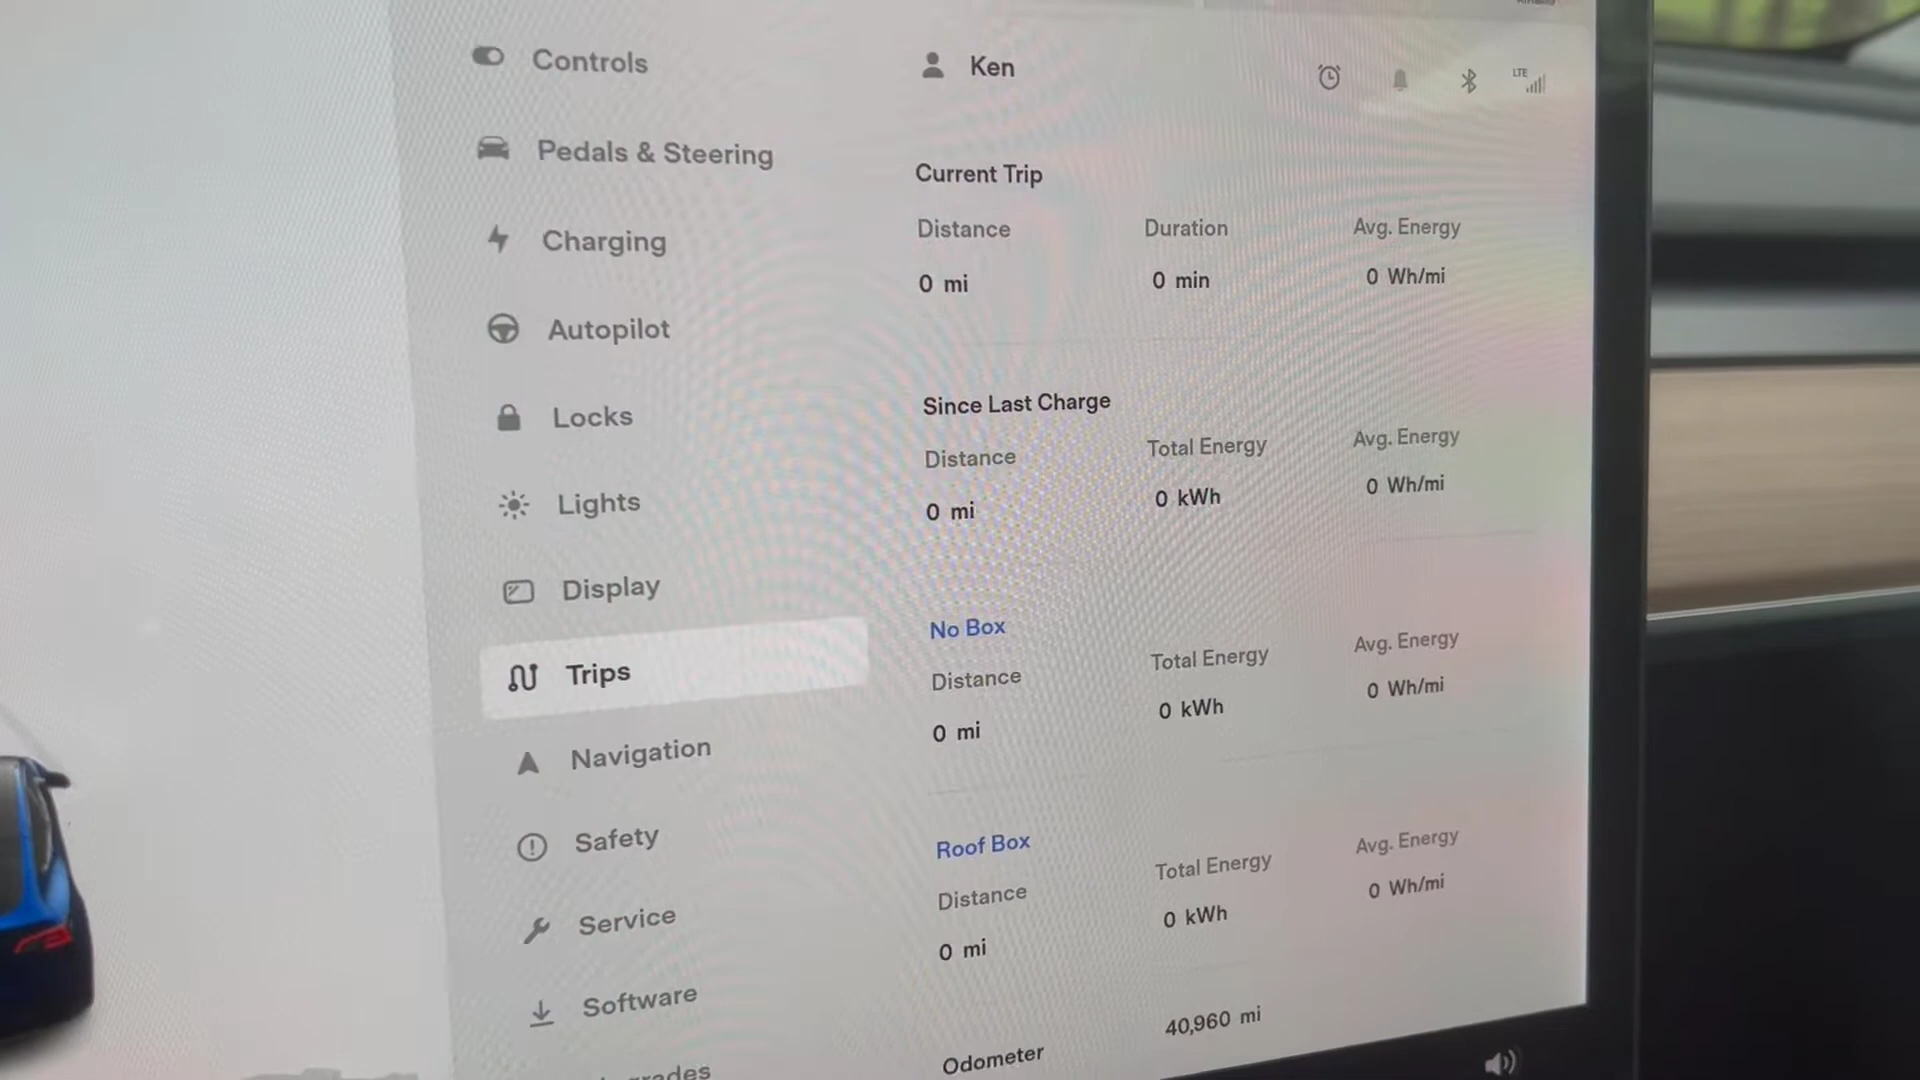 Controls
Pedals & Steering
Charging
Autopilot
Locks
Lights
Display
Trips
Navigation
Safety
Service
Software
Ken
LTE
Current Trip
Distance Duration Avg. Energy
0 mi 0 min 0 Wh/mi
Since Last Charge
Distance Total Energy Avg. Energy
0 mi 0 kWh 0 Wh/mi
No Box
Distance Total Energy Avg. Energy
0 mi 0 kWh 0 Wh/mi
Roof Box
Distance Total Energy Avg. Energy
0 mi 0 kWh 0 Wh/mi
Odometer 40,960 mi